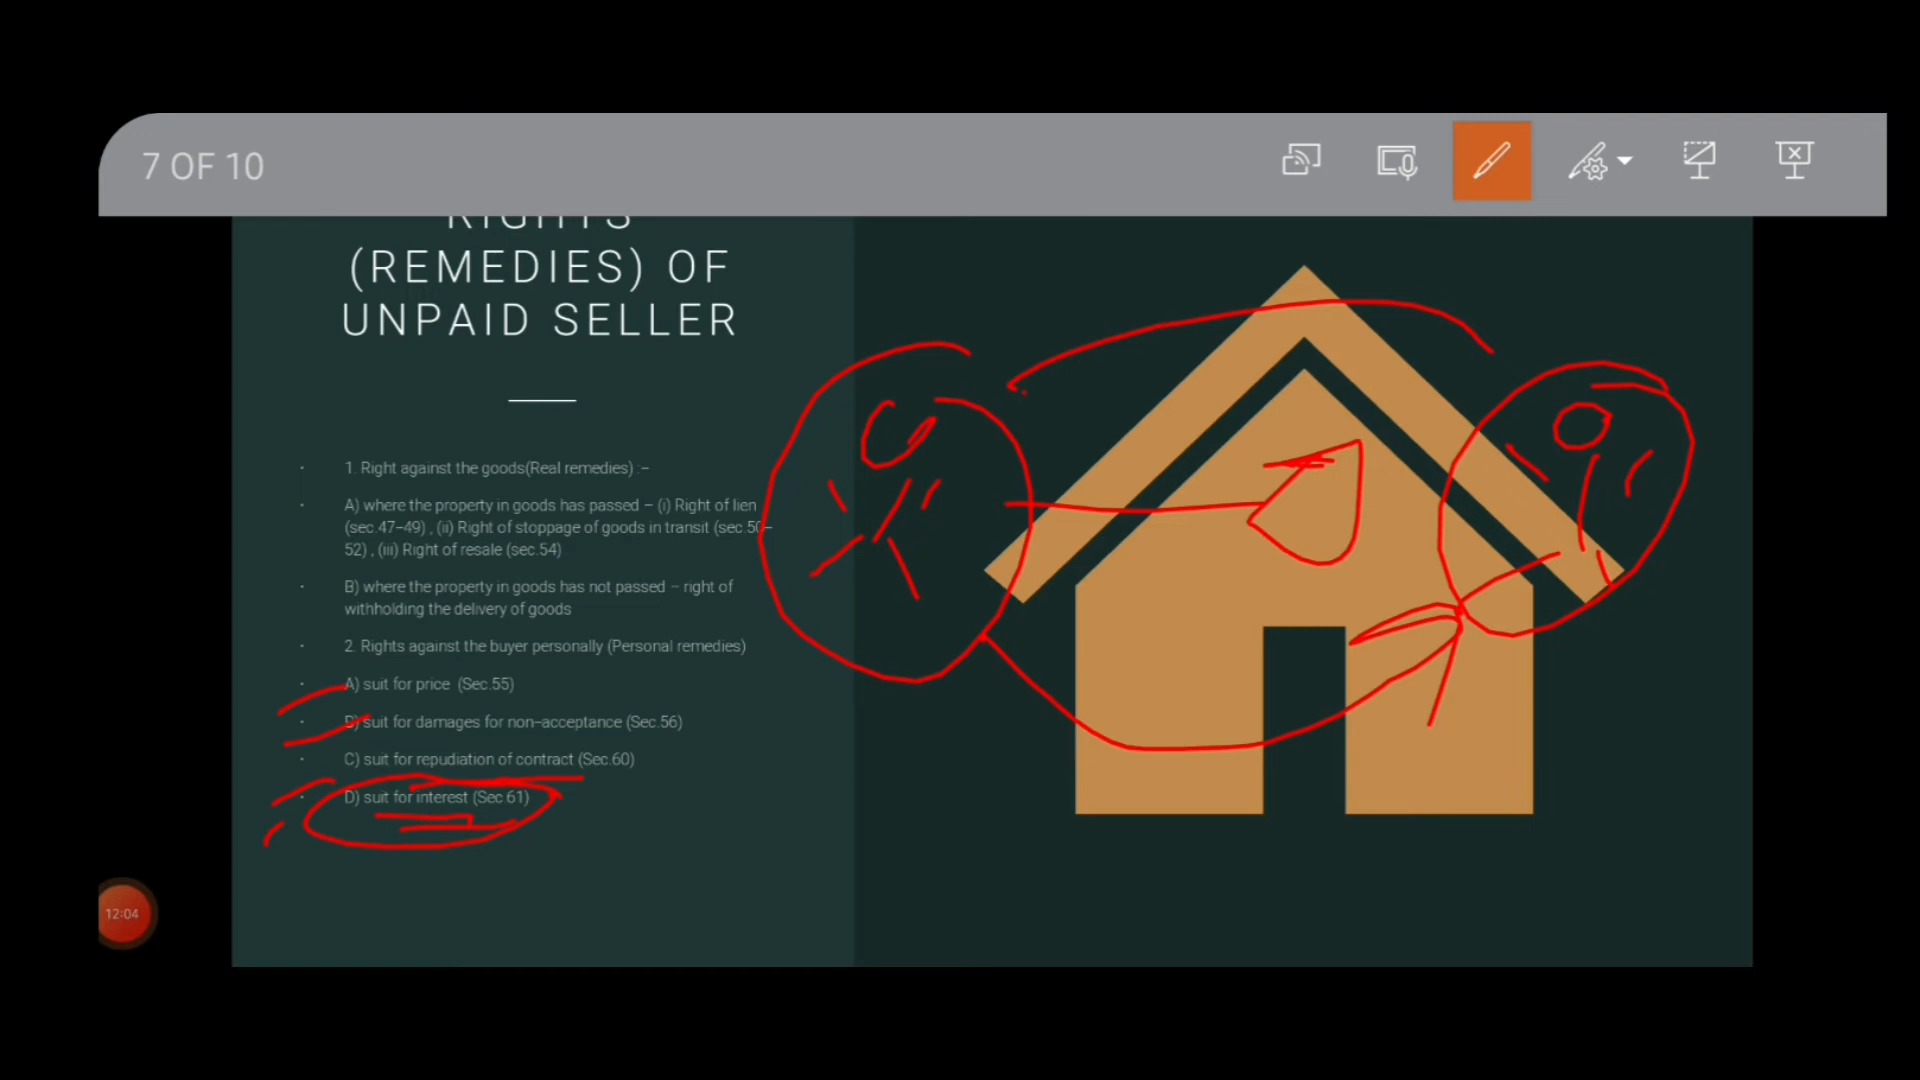 7 OF 10
RIGHTS
(REMEDIES) OF
UNPAID SELLER
1. Right against the goods(Real remedies) :–
A) where the property in goods has passed – (i) Right of lien
(sec.47–49) , (ii) Right of stoppage of goods in transit (sec.50–
52) , (iii) Right of resale (sec.54)
B) where the property in goods has not passed – right of
withholding the delivery of goods
2. Rights against the buyer personally (Personal remedies)
A) suit for price (Sec.55)
B) suit for damages for non–acceptance (Sec.56)
C) suit for repudiation of contract (Sec.60)
D) suit for interest (Sec.61)
12:04